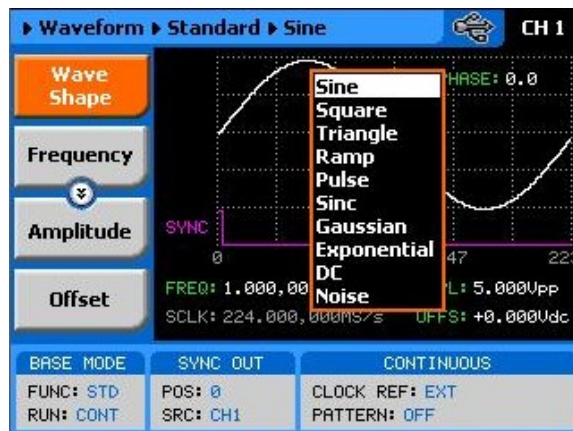 Waveform Standard Sine CH 1
Wave
Shape
Frequency
Amplitude
Offset
PHASE: 0.0
Sine
Square
Triangle
Ramp
Pulse
Sinc
Gaussian
Exponential
DC
Noise
SYNC
0 47 223
FREQ: 1.000,00 L: 5.000Vpp
SCLK: 224.000,000MS/s OFFS: +0.000Vdc
BASE MODE SYNC OUT CONTINUOUS
FUNC: STD POS: 0 CLOCK REF: EXT
RUN: CONT SRC: CH1 PATTERN: OFF